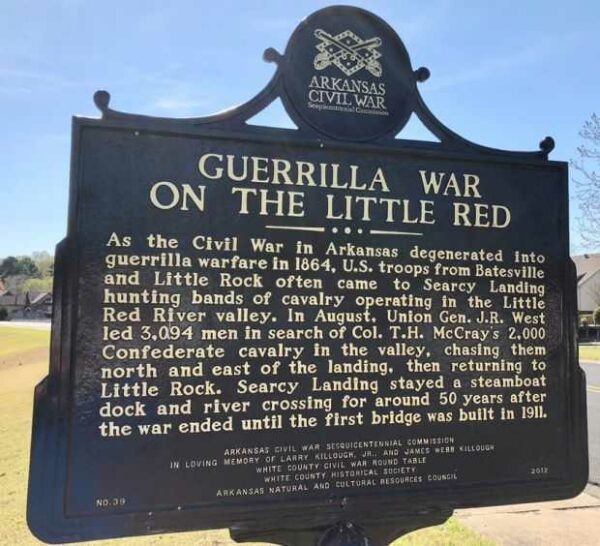 ARKANSAS
CIVIL WAR
Sesquicentennial Commission
GUERRILLA WAR
ON THE LITTLE RED
As the Civil War in Arkansas degenerated into
guerrilla warfare in 1864, U.S. troops from Batesville
and Little Rock often came to Searcy Landing
hunting bands of cavalry operating in the Little
Red River valley. In August, Union Gen. J.R. West
led 3,094 men in search of Col. T.H. McCray's 2,000
Confederate cavalry in the valley, chasing them
north and east of the landing, then returning to
Little Rock. Searcy Landing stayed a steamboat
dock and river crossing for around 50 years after
the war ended until the first bridge was built in 1911.
ARKANSAS CIVIL WAR SESQUICENTENNIAL COMMISSION
IN LOVING MEMORY OF LARRY KILLOUGH, JR., AND JAMES WEBB KILLOUGH
WHITE COUNTY CIVIL WAR ROUND TABLE
WHITE COUNTY HISTORICAL SOCIETY
ARKANSAS NATURAL AND CULTURAL RESOURCES COUNCIL
NO.39
2012